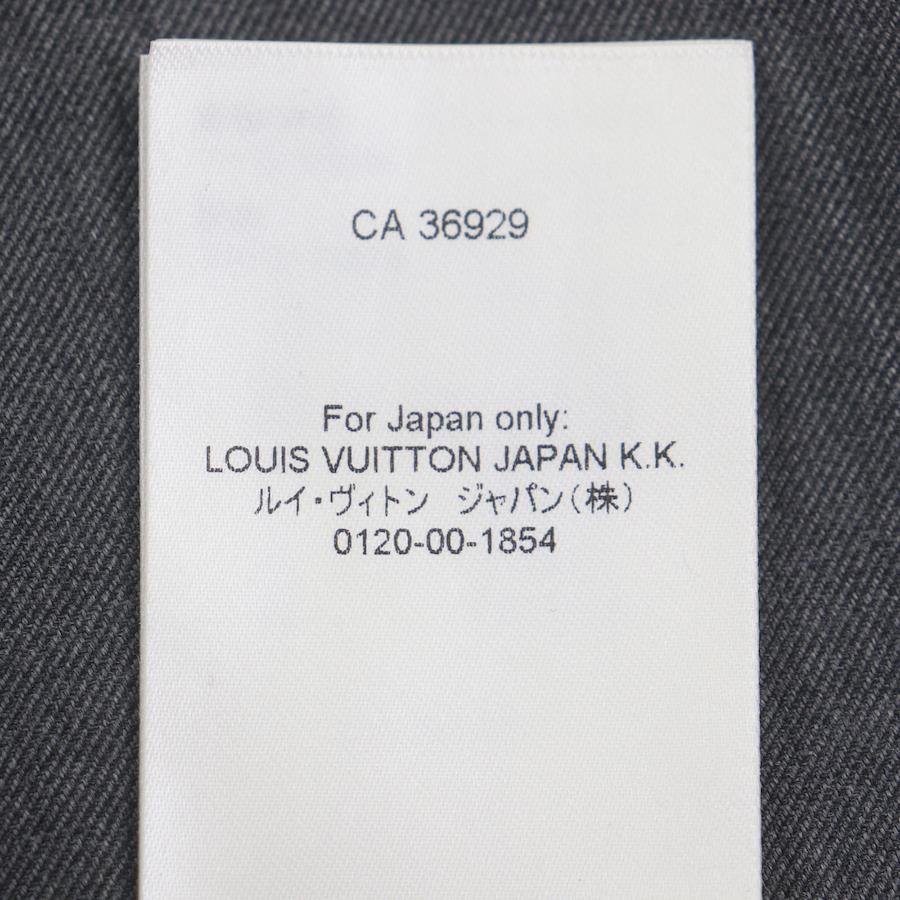 CA 36929
For Japan only:
LOUIS VUITTON JAPAN K.K.
ルイ・ヴィトン　ジャパン(株)
0120-00-1854